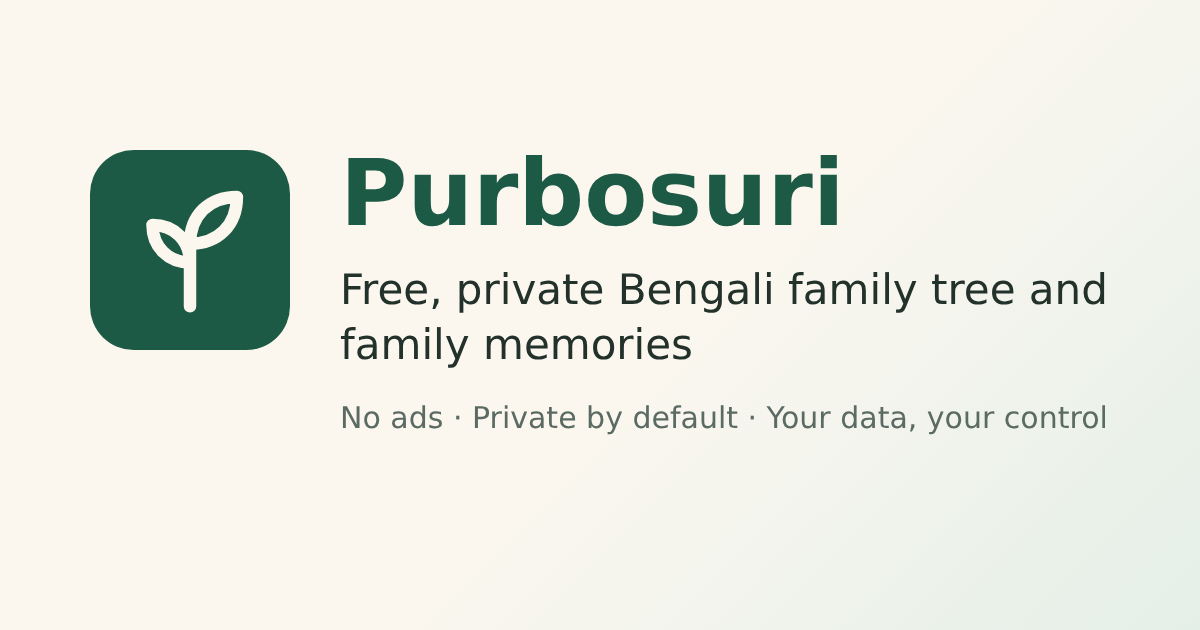 Purbosuri
Free, private Bengali family tree and
family memories
No ads · Private by default · Your data, your control